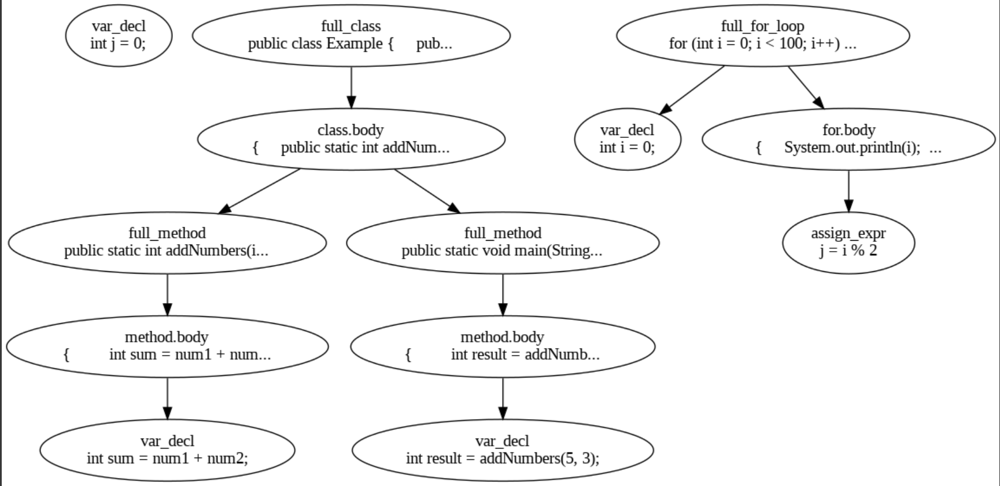 var_decl
int j = 0;
full_class
public class Example {     pub...
full_for_loop
for (int i = 0; i < 100; i++) ...
class.body
{     public static int addNum...
var_decl
int i = 0;
for.body
{     System.out.println(i);  ...
full_method
public static int addNumbers(i...
full_method
public static void main(String...
assign_expr
j = i % 2
method.body
{         int sum = num1 + num...
method.body
{         int result = addNumb...
var_decl
int sum = num1 + num2;
var_decl
int result = addNumbers(5, 3);